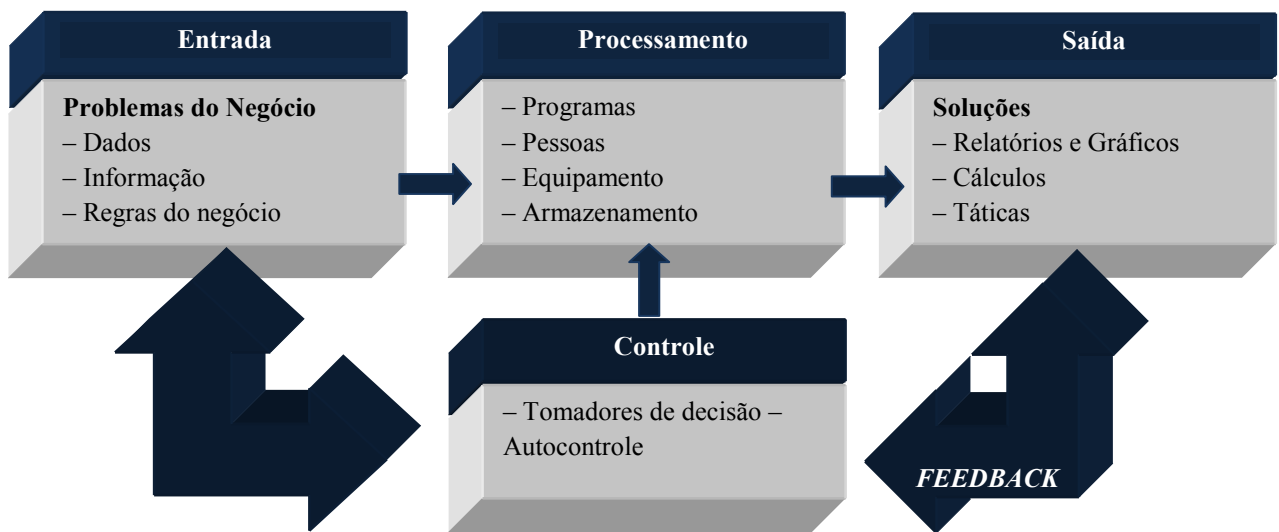 Entrada
Problemas do Negócio
– Dados
– Informação
– Regras do negócio
Processamento
– Programas
– Pessoas
– Equipamento
– Armazenamento
Saída
Soluções
– Relatórios e Gráficos
– Cálculos
– Táticas
Controle
– Tomadores de decisão –
Autocontrole
FEEDBACK